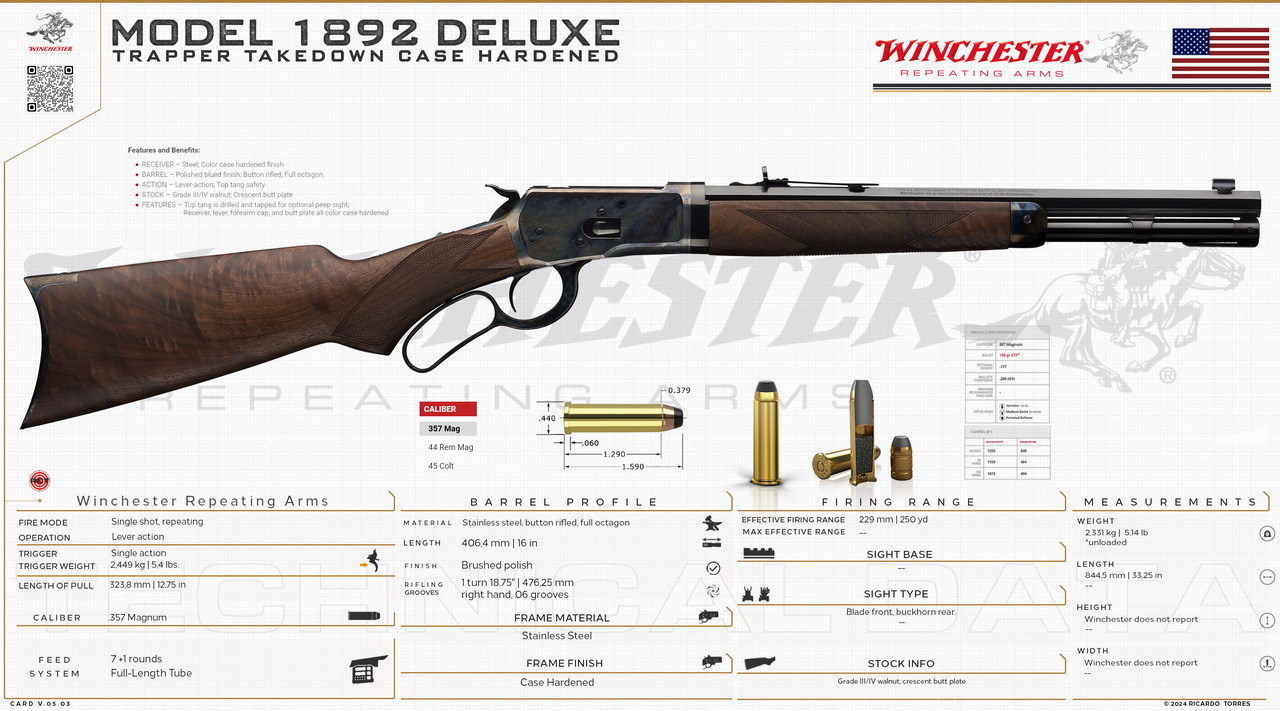 MODEL 1892 DELUXE
TRAPPER TAKEDOWN CASE HARDENED
WINCHESTER
WINCHESTER
REPEATING ARMS
Features and Benefits:
RECEIVER – Steel; Color case hardened finish
BARREL – Polished blued finish; Button rifled; Full octagon
ACTION – Lever-action; Top tang safety
STOCK – Grade III/IV walnut; Crescent butt plate
FEATURES – Top tang is drilled and tapped for optional peep sight;
Receiver, lever, forearm cap, and butt plate all color case hardened
REPEATING ARMS
CALIBER
357 Mag
44 Rem Mag
45 Colt
0.379
.440
.060
1.290
1.590
PRODUCT SPECIFICATIONS
357 Magnum
.177
Winchester Repeating Arms
FIRE MODE Single shot, repeating
OPERATION Lever action
TRIGGER Single action
TRIGGER WEIGHT 2,449 kg | 5,4 lbs.
LENGTH OF PULL 323,8 mm | 12,75 in
CALIBER 357 Magnum
FEED 7 +1 rounds
SYSTEM Full-Length Tube
BARREL PROFILE
MATERIAL Stainless steel, button rifled, full octagon
LENGTH 406,4 mm | 16 in
FINISH Brushed polish
RIFLING 1 turn 18.75" | 476,25 mm
GROOVES right hand, 06 grooves
FRAME MATERIAL
Stainless Steel
FRAME FINISH
Case Hardened
FIRING RANGE
EFFECTIVE FIRING RANGE 229 mm | 250 yd
MAX EFFECTIVE RANGE --
SIGHT BASE
--
SIGHT TYPE
Blade front, buckhorn rear.
--
STOCK INFO
Grade III/IV walnut; crescent butt plate
MEASUREMENTS
WEIGHT
2,331 kg | 5,14 lb
*unloaded
LENGTH
844,5 mm | 33,25 in
--
HEIGHT
Winchester does not report
--
WIDTH
Winchester does not report
--
TECHNICAL DATA
CARD V.05.03
© 2024 RICARDO TORRES